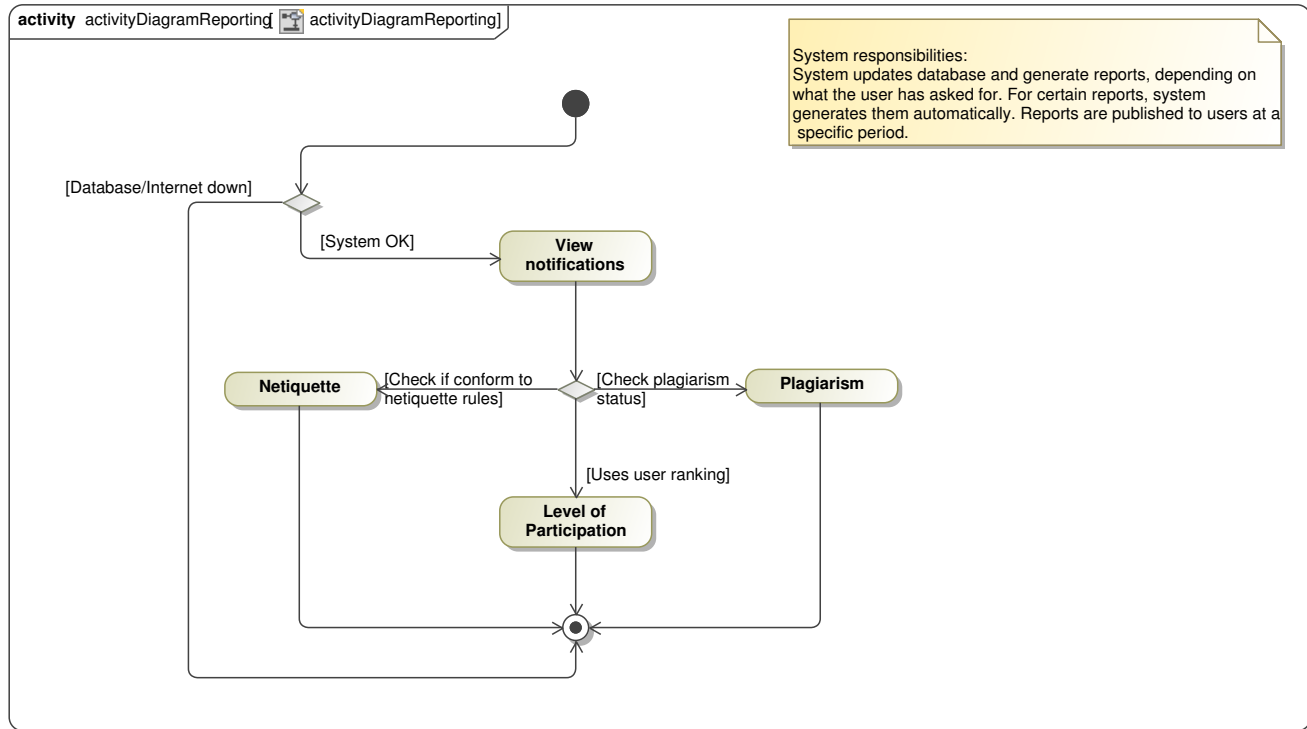 activity activityDiagramReporting[ activityDiagramReporting]
System responsibilities:
System updates database and generate reports, depending on
what the user has asked for. For certain reports, system
generates them automatically. Reports are published to users at a
specific period.
[Database/Internet down]
[System OK]
View
notifications
Netiquette
[Check if conform to
netiquette rules]
[Check plagiarism
status]
Plagiarism
[Uses user ranking]
Level of
Participation